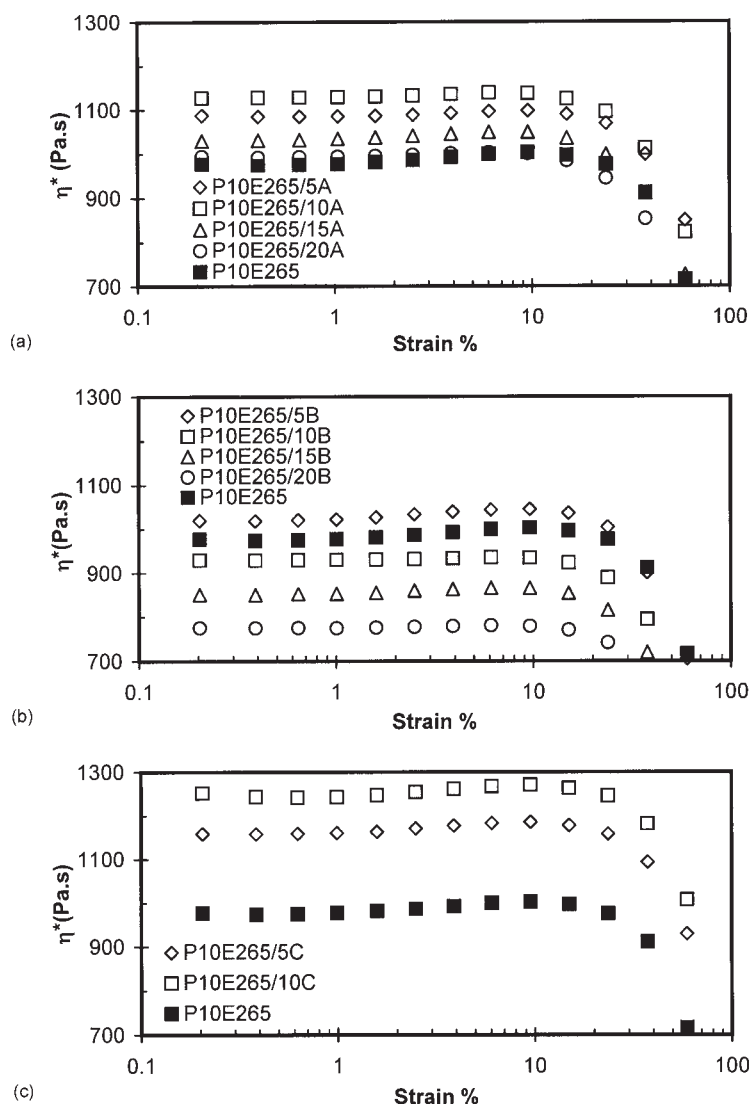 1300
1100
900
700
η* (Pa.s)
◇P10E265/5A
□P10E265/10A
△P10E265/15A
○P10E265/20A
■P10E265
0.1 1 10 100
Strain %
(a)
1300
1100
900
700
η*(Pa.s)
◇P10E265/5B
□P10E265/10B
△P10E265/15B
○P10E265/20B
■P10E265
0.1 1 10 100
Strain %
(b)
1300
1100
900
700
η*(Pa.s)
◇P10E265/5C
□P10E265/10C
■P10E265
0.1 1 10 100
Strain %
(c)